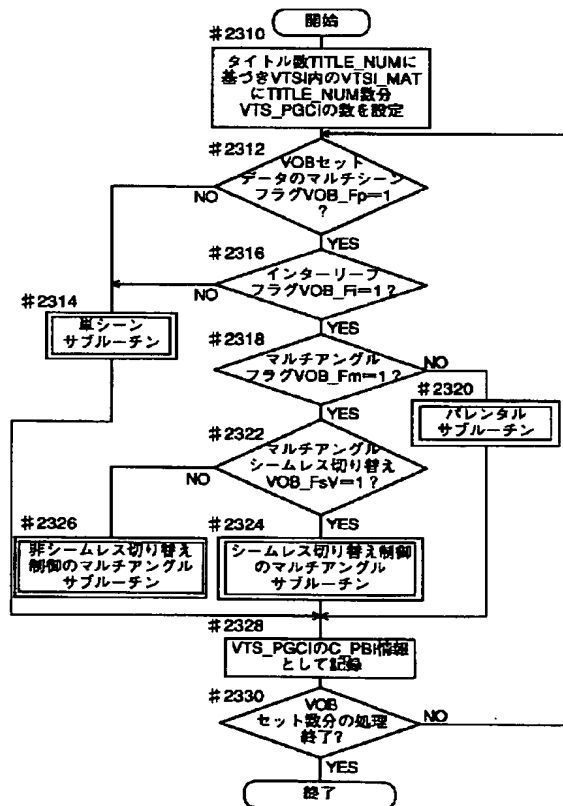 開始
#2310
タイトル数TITLE_NUMに
基づきVTSI内のVTSI_MAT
にTITLE_NUM数分
VTS_PGCIの数を設定
#2312
VOBセット
データのマルチシーン
フラグVOB_Fp=1
?
NO
YES
#2316
インターリーブ
フラグVOB_Fi=1?
NO
YES
#2314
単シーン
サブルーチン
#2318
マルチアングル
フラグVOB_Fm=1?
NO
YES
#2320
パレンタル
サブルーチン
#2322
マルチアングル
シームレス切り替え
VOB_FsV=1?
NO
YES
#2326
非シームレス切り替え
制御のマルチアングル
サブルーチン
#2324
シームレス切り替え制御
のマルチアングル
サブルーチン
#2328
VTS_PGCIのC_PBI情報
として記録
#2330
VOB
セット数分の処理
終了?
NO
YES
終了